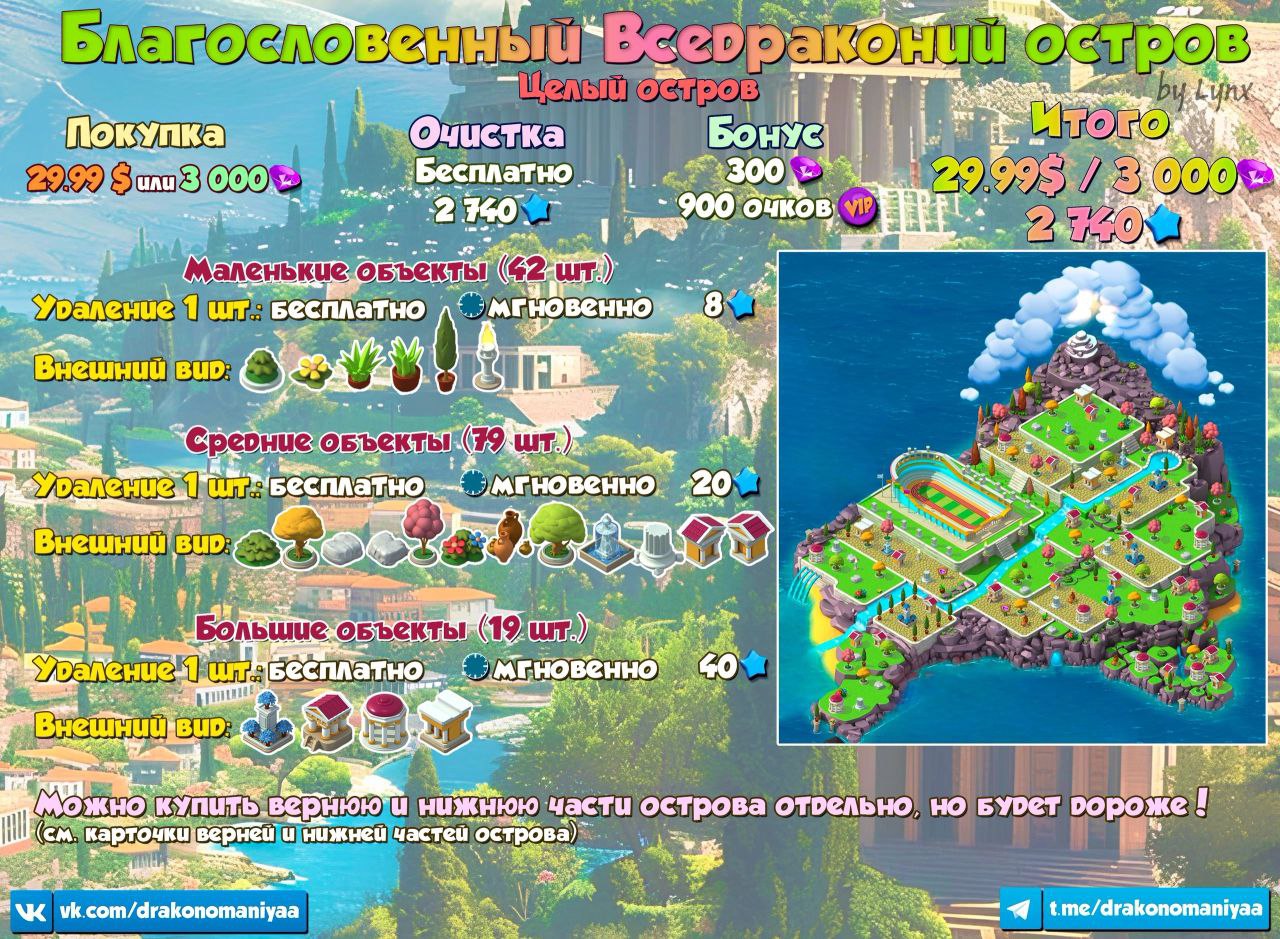 Благословенный Вседраконий остров
by Lynx
Целый остров
Покупка
29.99 $ или 3 000
Очистка
Бесплатно
2 740
Бонус
300
900 очков VIP
Итого
29.99$ / 3 000
2 740
Маленькие объекты (42 шт.)
Удаление 1 шт.: бесплатно мгновенно 8
Внешний вид:
Средние объекты (79 шт.)
Удаление 1 шт.: бесплатно мгновенно 20
Внешний вид:
Большие объекты (19 шт.)
Удаление 1 шт.: бесплатно мгновенно 40
Внешний вид:
Можно купить вернюю и нижнюю части острова отдельно, но будет дороже!
(см. карточки верней и нижней частей острова)
vk.com/drakonomaniyaa
t.me/drakonomaniyaa